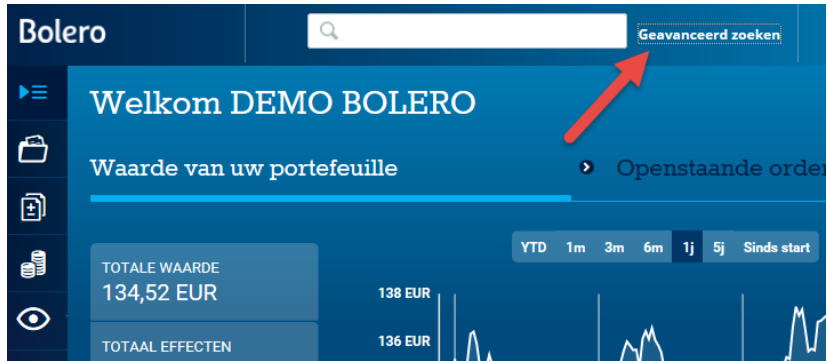 Bolero
Geavanceerd zoeken
Welkom DEMO BOLERO
Waarde van uw portefeuille
Openstaande order
YTD 1m 3m 6m 1j 5j Sinds start
TOTALE WAARDE
134,52 EUR
138 EUR
TOTAAL EFFECTEN
136 EUR